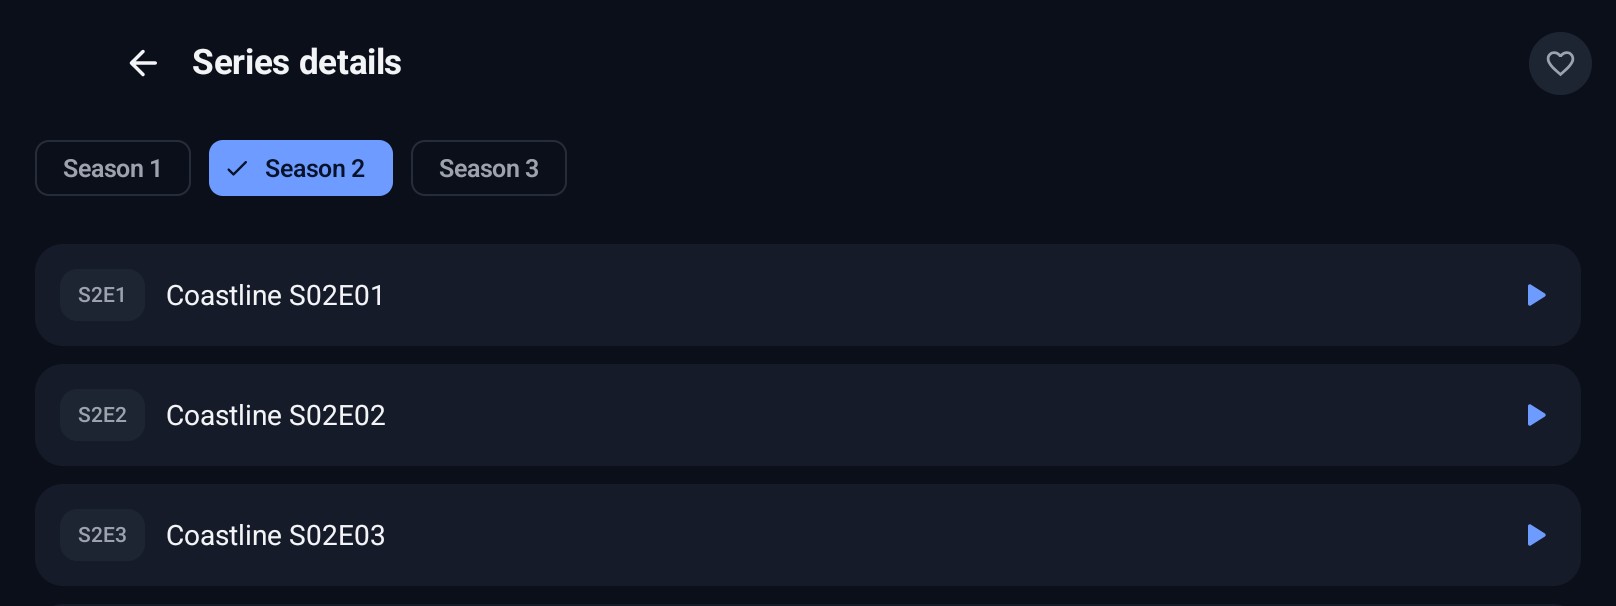 Series details
Season 1 Season 2 Season 3
S2E1 Coastline S02E01
S2E2 Coastline S02E02
S2E3 Coastline S02E03